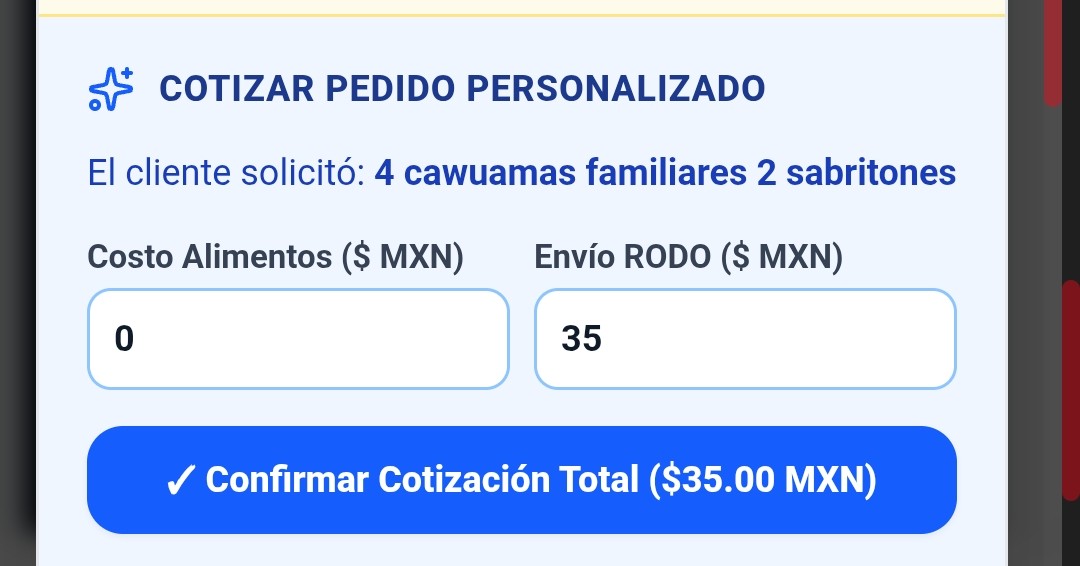 COTIZAR PEDIDO PERSONALIZADO
El cliente solicitó: 4 cawuamas familiares 2 sabritones
Costo Alimentos ($ MXN) Envío RODO ($ MXN)
0 35
✓ Confirmar Cotización Total ($35.00 MXN)